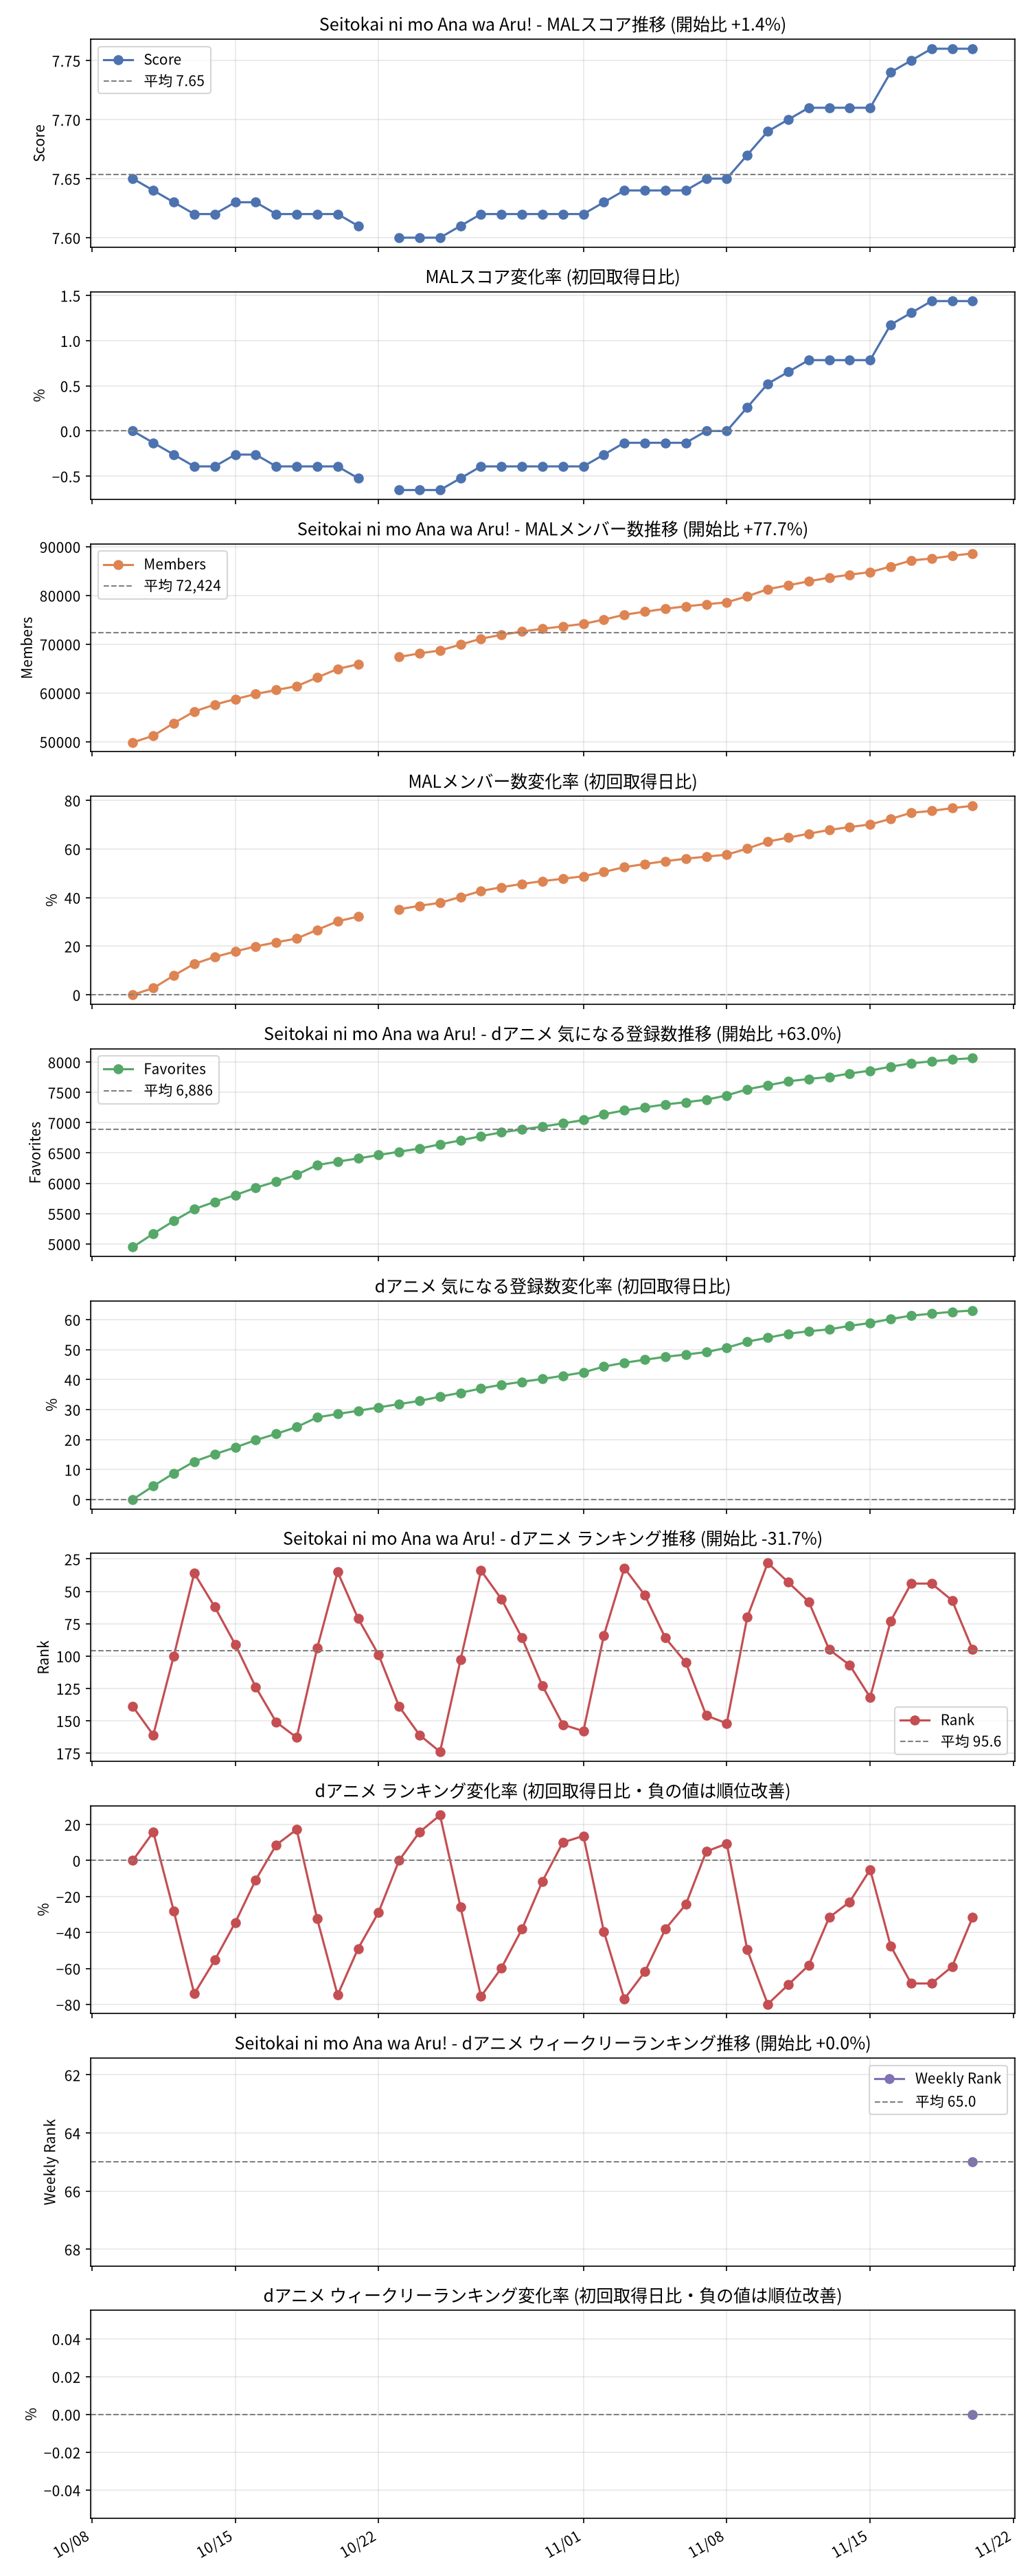 Seitokai ni mo Ana wa Aru! - MALスコア推移 (開始比 +1.4%)
Score
平均 7.65
7.75
7.70
7.65
7.60
Score
MALスコア変化率 (初回取得日比)
1.5
1.0
0.5
0.0
−0.5
%
Seitokai ni mo Ana wa Aru! - MALメンバー数推移 (開始比 +77.7%)
Members
平均 72,424
90000
80000
70000
60000
50000
Members
MALメンバー数変化率 (初回取得日比)
80
60
40
20
0
%
Seitokai ni mo Ana wa Aru! - dアニメ 気になる登録数推移 (開始比 +63.0%)
Favorites
平均 6,886
8000
7500
7000
6500
6000
5500
5000
Favorites
dアニメ 気になる登録数変化率 (初回取得日比)
60
50
40
30
20
10
0
%
Seitokai ni mo Ana wa Aru! - dアニメ ランキング推移 (開始比 -31.7%)
25
50
75
100
125
150
175
Rank
Rank
平均 95.6
dアニメ ランキング変化率 (初回取得日比・負の値は順位改善)
20
0
−20
−40
−60
−80
%
Seitokai ni mo Ana wa Aru! - dアニメ ウィークリーランキング推移 (開始比 +0.0%)
Weekly Rank
平均 65.0
62
64
66
68
Weekly Rank
dアニメ ウィークリーランキング変化率 (初回取得日比・負の値は順位改善)
0.04
0.02
0.00
−0.02
−0.04
%
10/08
10/15
10/22
11/01
11/08
11/15
11/22